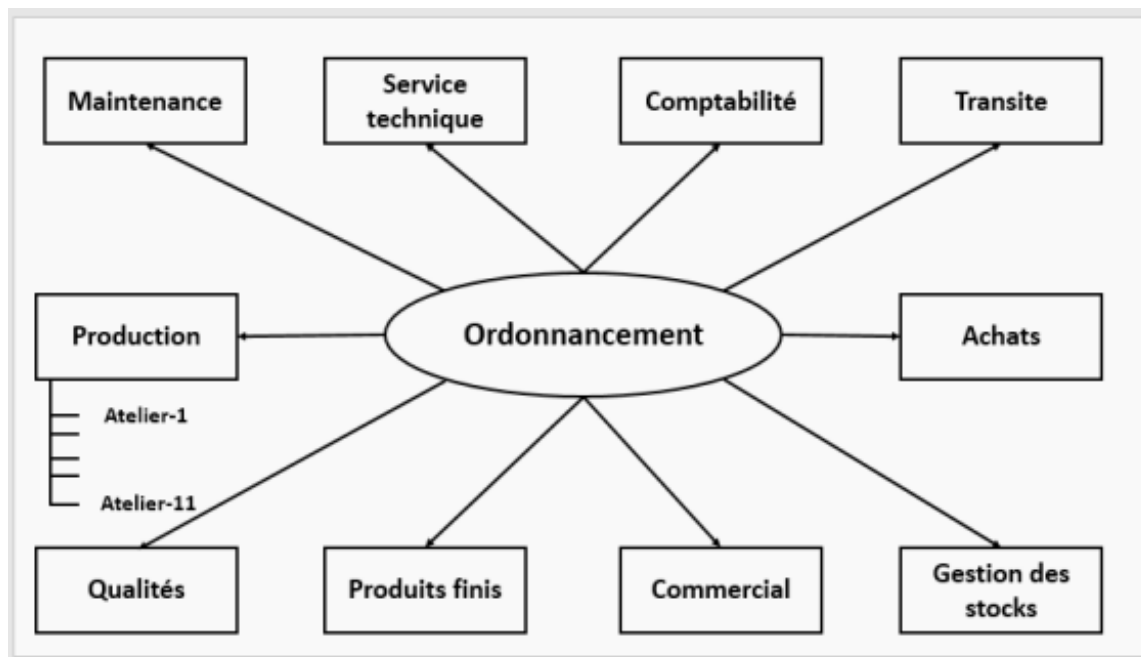 Maintenance
Service
technique
Comptabilité
Transite
Production
Ordonnancement
Achats
Atelier-1
Atelier-11
Qualités
Produits finis
Commercial
Gestion des
stocks